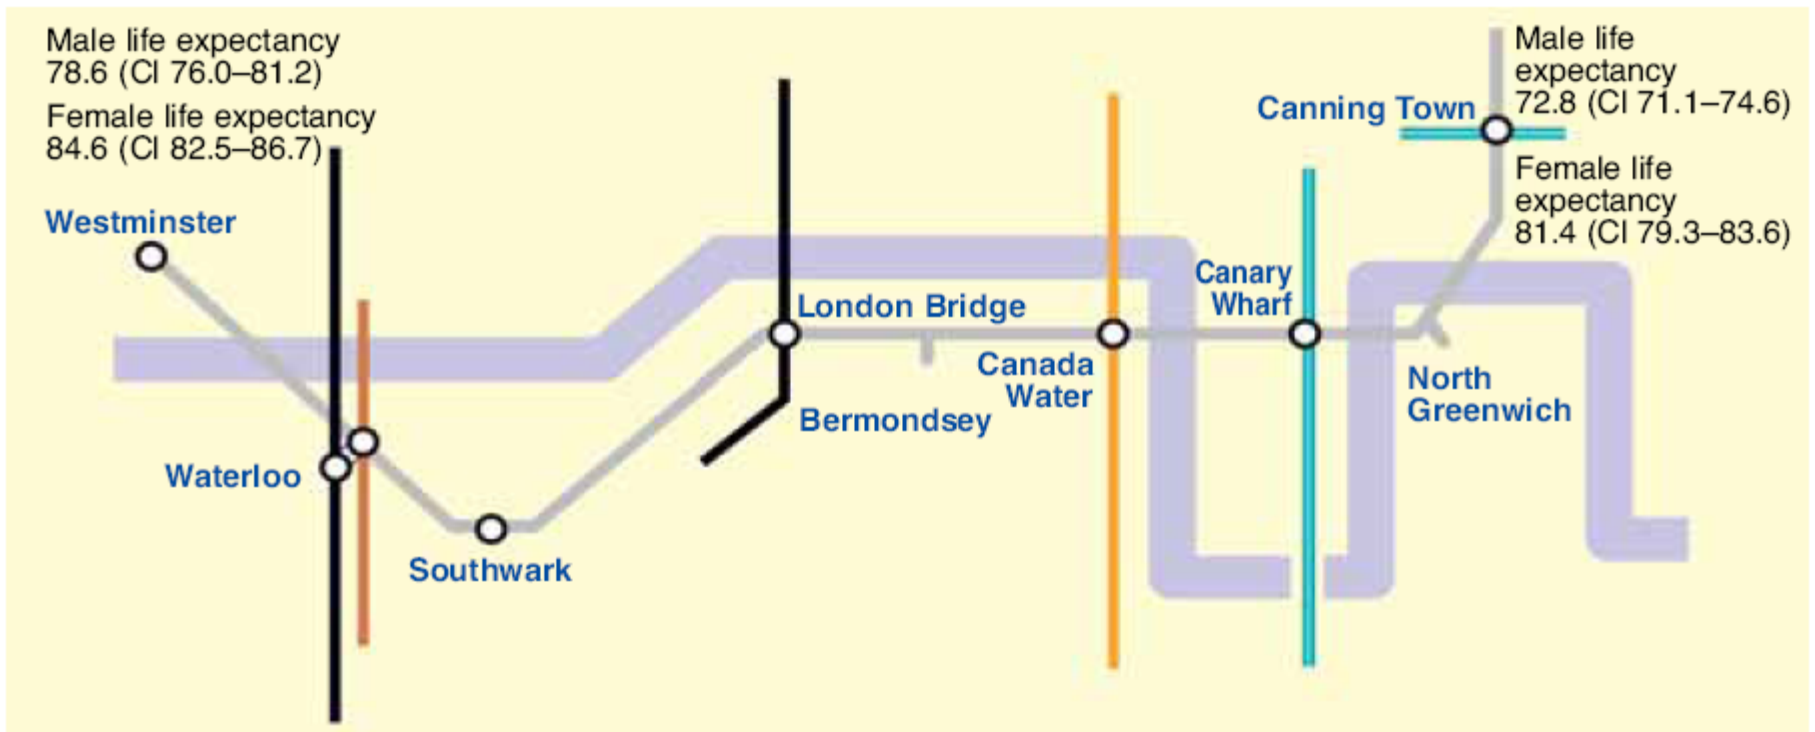 Male life expectancy
78.6 (CI 76.0–81.2)
Female life expectancy
84.6 (CI 82.5–86.7)
Westminster
Waterloo
Southwark
London Bridge
Bermondsey
Canada
Water
Canary
Wharf
North
Greenwich
Canning Town
Male life
expectancy
72.8 (CI 71.1–74.6)
Female life
expectancy
81.4 (CI 79.3–83.6)